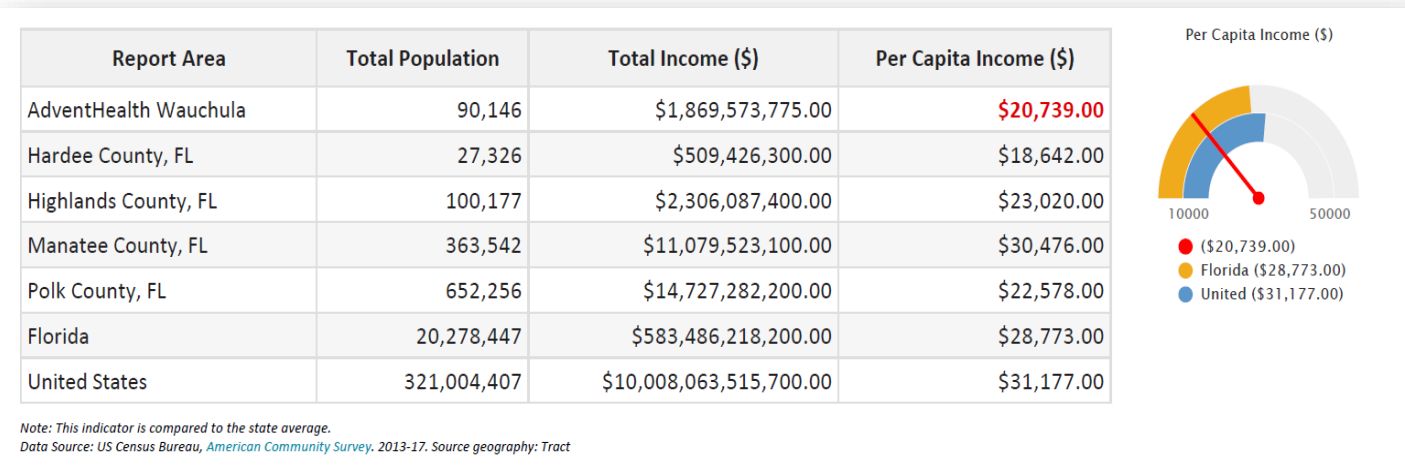 Report Area Total Population Total Income ($) Per Capita Income ($)
AdventHealth Wauchula 90,146 $1,869,573,775.00 $20,739.00
Hardee County, FL 27,326 $509,426,300.00 $18,642.00
Highlands County, FL 100,177 $2,306,087,400.00 $23,020.00
Manatee County, FL 363,542 $11,079,523,100.00 $30,476.00
Polk County, FL 652,256 $14,727,282,200.00 $22,578.00
Florida 20,278,447 $583,486,218,200.00 $28,773.00
United States 321,004,407 $10,008,063,515,700.00 $31,177.00
Note: This indicator is compared to the state average.
Data Source: US Census Bureau, American Community Survey. 2013-17. Source geography: Tract
Per Capita Income ($)
10000 50000
($20,739.00)
Florida ($28,773.00)
United ($31,177.00)